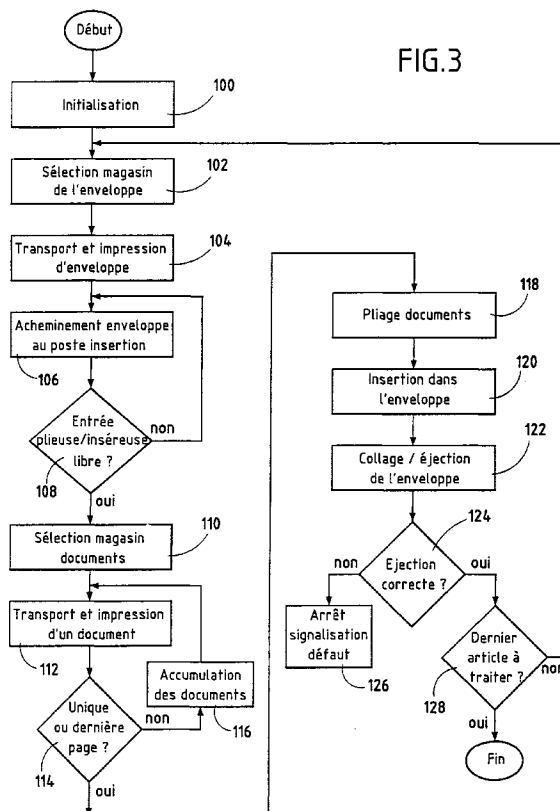 FIG.3
Début
Initialisation
100
Sélection magasin
de l'enveloppe
102
Transport et impression
d'enveloppe
104
Acheminement enveloppe
au poste insertion
106
Entrée
plieuse/inséreuse
libre ?
108
non
oui
Sélection magasin
documents
110
Transport et impression
d'un document
112
Unique
ou dernière
page ?
114
non
oui
Accumulation
des documents
116
Pliage documents
118
Insertion dans
l'enveloppe
120
Collage / éjection
de l'enveloppe
122
124
Ejection
correcte ?
non
oui
Arrêt
signalisation
défaut
126
Dernier
article à
traiter ?
128
non
oui
Fin